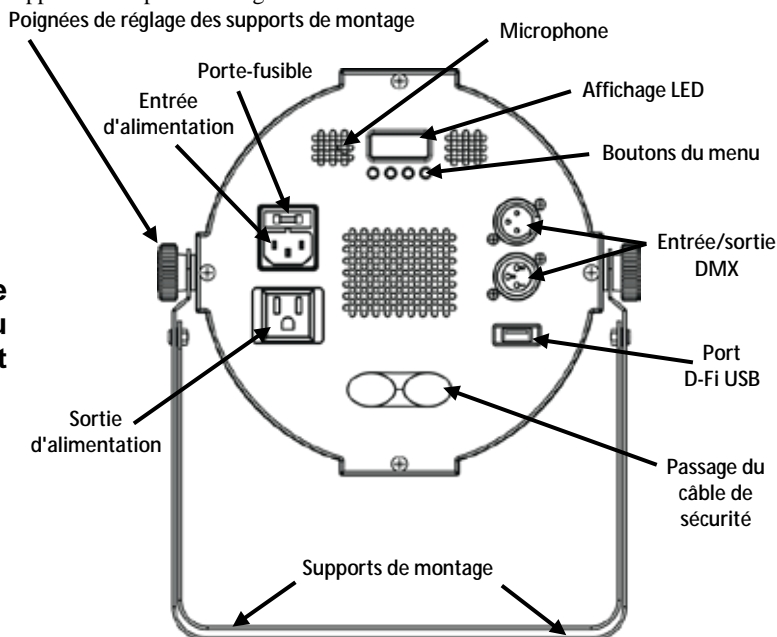 Poignées de réglage des supports de montage
Microphone
Porte-fusible
Affichage LED
Entrée
d'alimentation
Boutons du menu
Entrée/sortie
DMX
e
u
t
Port
D-Fi USB
Sortie
d'alimentation
Passage du
câble de
sécurité
Supports de montage